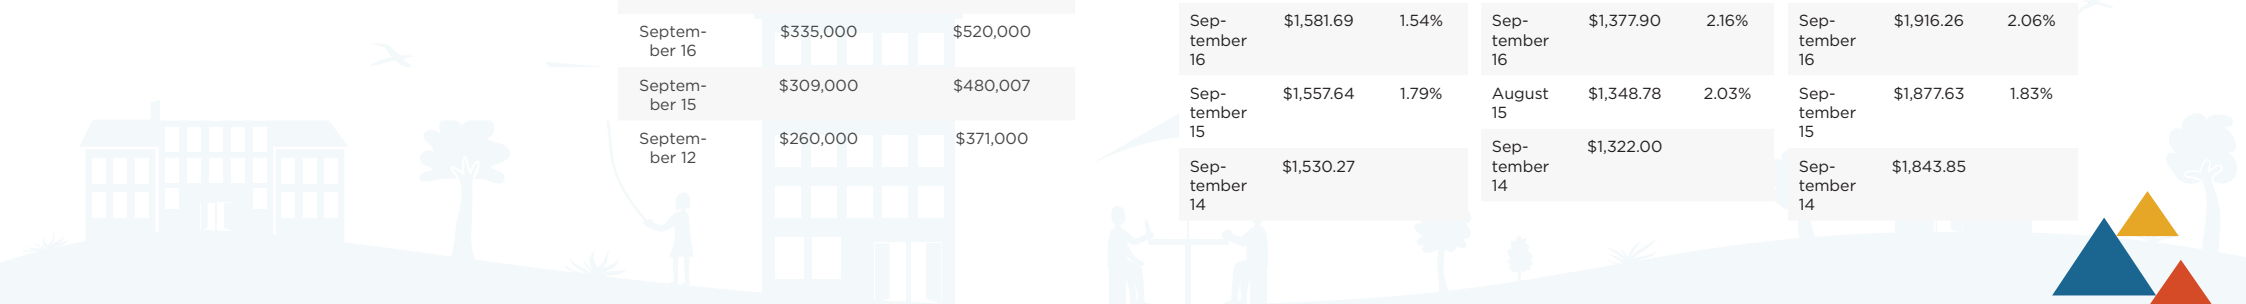 Septem-
ber 16
$335,000
$520,000
Septem-
ber 15
$309,000
$480,007
Septem-
ber 12
$260,000
$371,000
Sep-
tember
16
$1,581.69
1.54%
Sep-
tember
15
$1,557.64
1.79%
Sep-
tember
14
$1,530.27
Sep-
tember
16
$1,377.90
2.16%
August
15
$1,348.78
2.03%
Sep-
tember
14
$1,322.00
Sep-
tember
16
$1,916.26
2.06%
Sep-
tember
15
$1,877.63
1.83%
Sep-
tember
14
$1,843.85